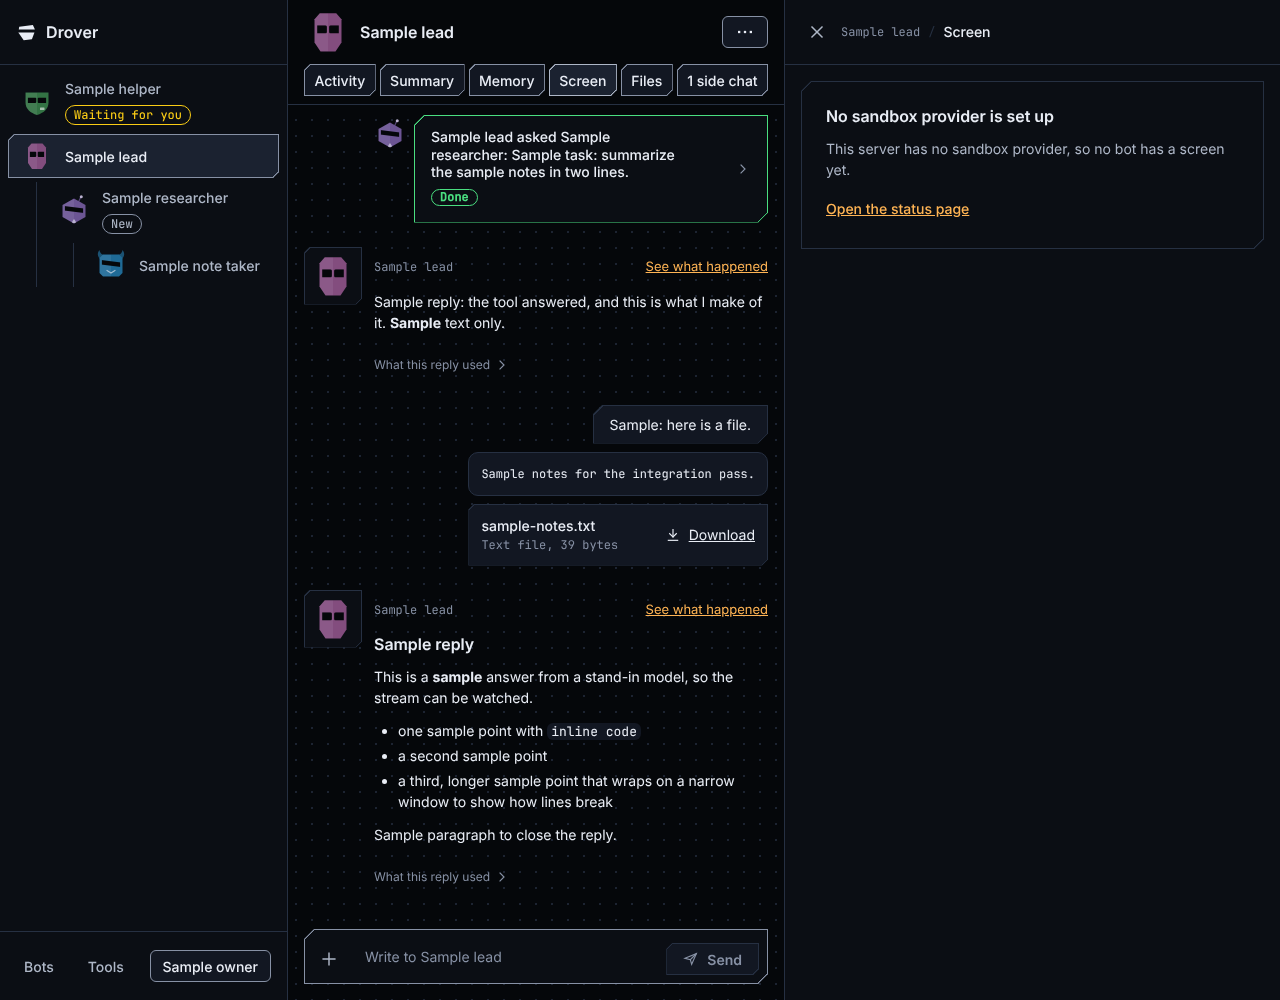 Drover
Sample helper
Waiting for you
Sample lead
Sample researcher
New
Sample note taker
Bots
Tools
Sample owner
Sample lead
...
Activity
Summary
Memory
Screen
Files
1 side chat
Sample lead asked Sample
researcher: Sample task: summarize
the sample notes in two lines.
Done
Sample lead
See what happened
Sample reply: the tool answered, and this is what I make of
it. Sample text only.
What this reply used
Sample: here is a file.
Sample notes for the integration pass.
sample-notes.txt
Text file, 39 bytes
Download
Sample lead
See what happened
Sample reply
This is a sample answer from a stand-in model, so the
stream can be watched.
• one sample point with inline code
• a second sample point
• a third, longer sample point that wraps on a narrow
window to show how lines break
Sample paragraph to close the reply.
What this reply used
Write to Sample lead
Send
Sample lead / Screen
No sandbox provider is set up
This server has no sandbox provider, so no bot has a screen
yet.
Open the status page